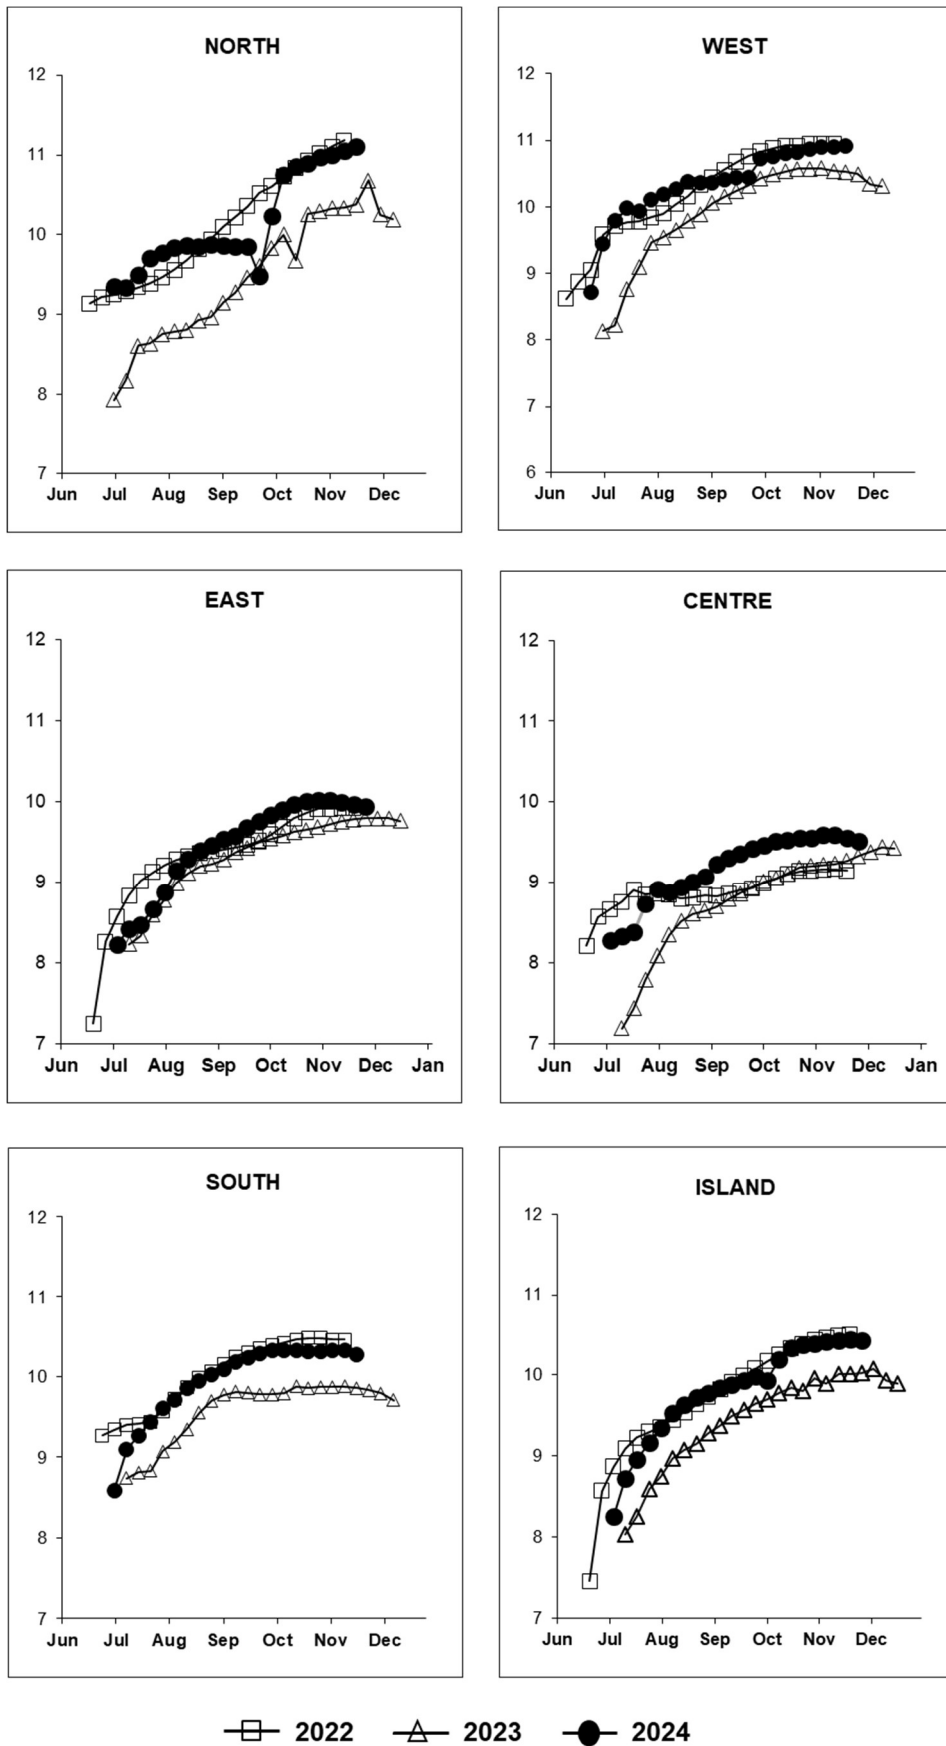 NORTH
12
11
10
9
8
7
Jun Jul Aug Sep Oct Nov Dec
WEST
12
11
10
9
8
7
6
Jun Jul Aug Sep Oct Nov Dec
EAST
12
11
10
9
8
7
Jun Jul Aug Sep Oct Nov Dec Jan
CENTRE
12
11
10
9
8
7
Jun Jul Aug Sep Oct Nov Dec Jan
SOUTH
12
11
10
9
8
7
Jun Jul Aug Sep Oct Nov Dec
ISLAND
12
11
10
9
8
7
Jun Jul Aug Sep Oct Nov Dec
2022 2023 2024